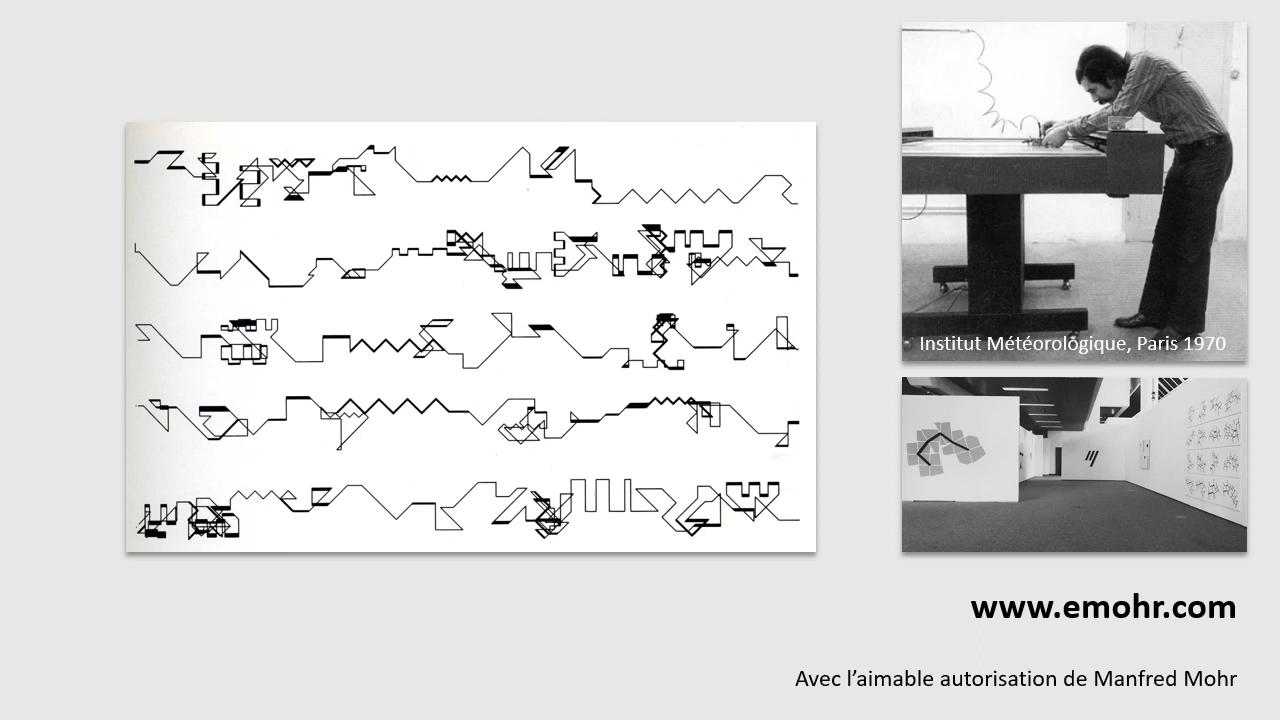 Institut Météorologique, Paris 1970
www.emohr.com
Avec l’aimable autorisation de Manfred Mohr